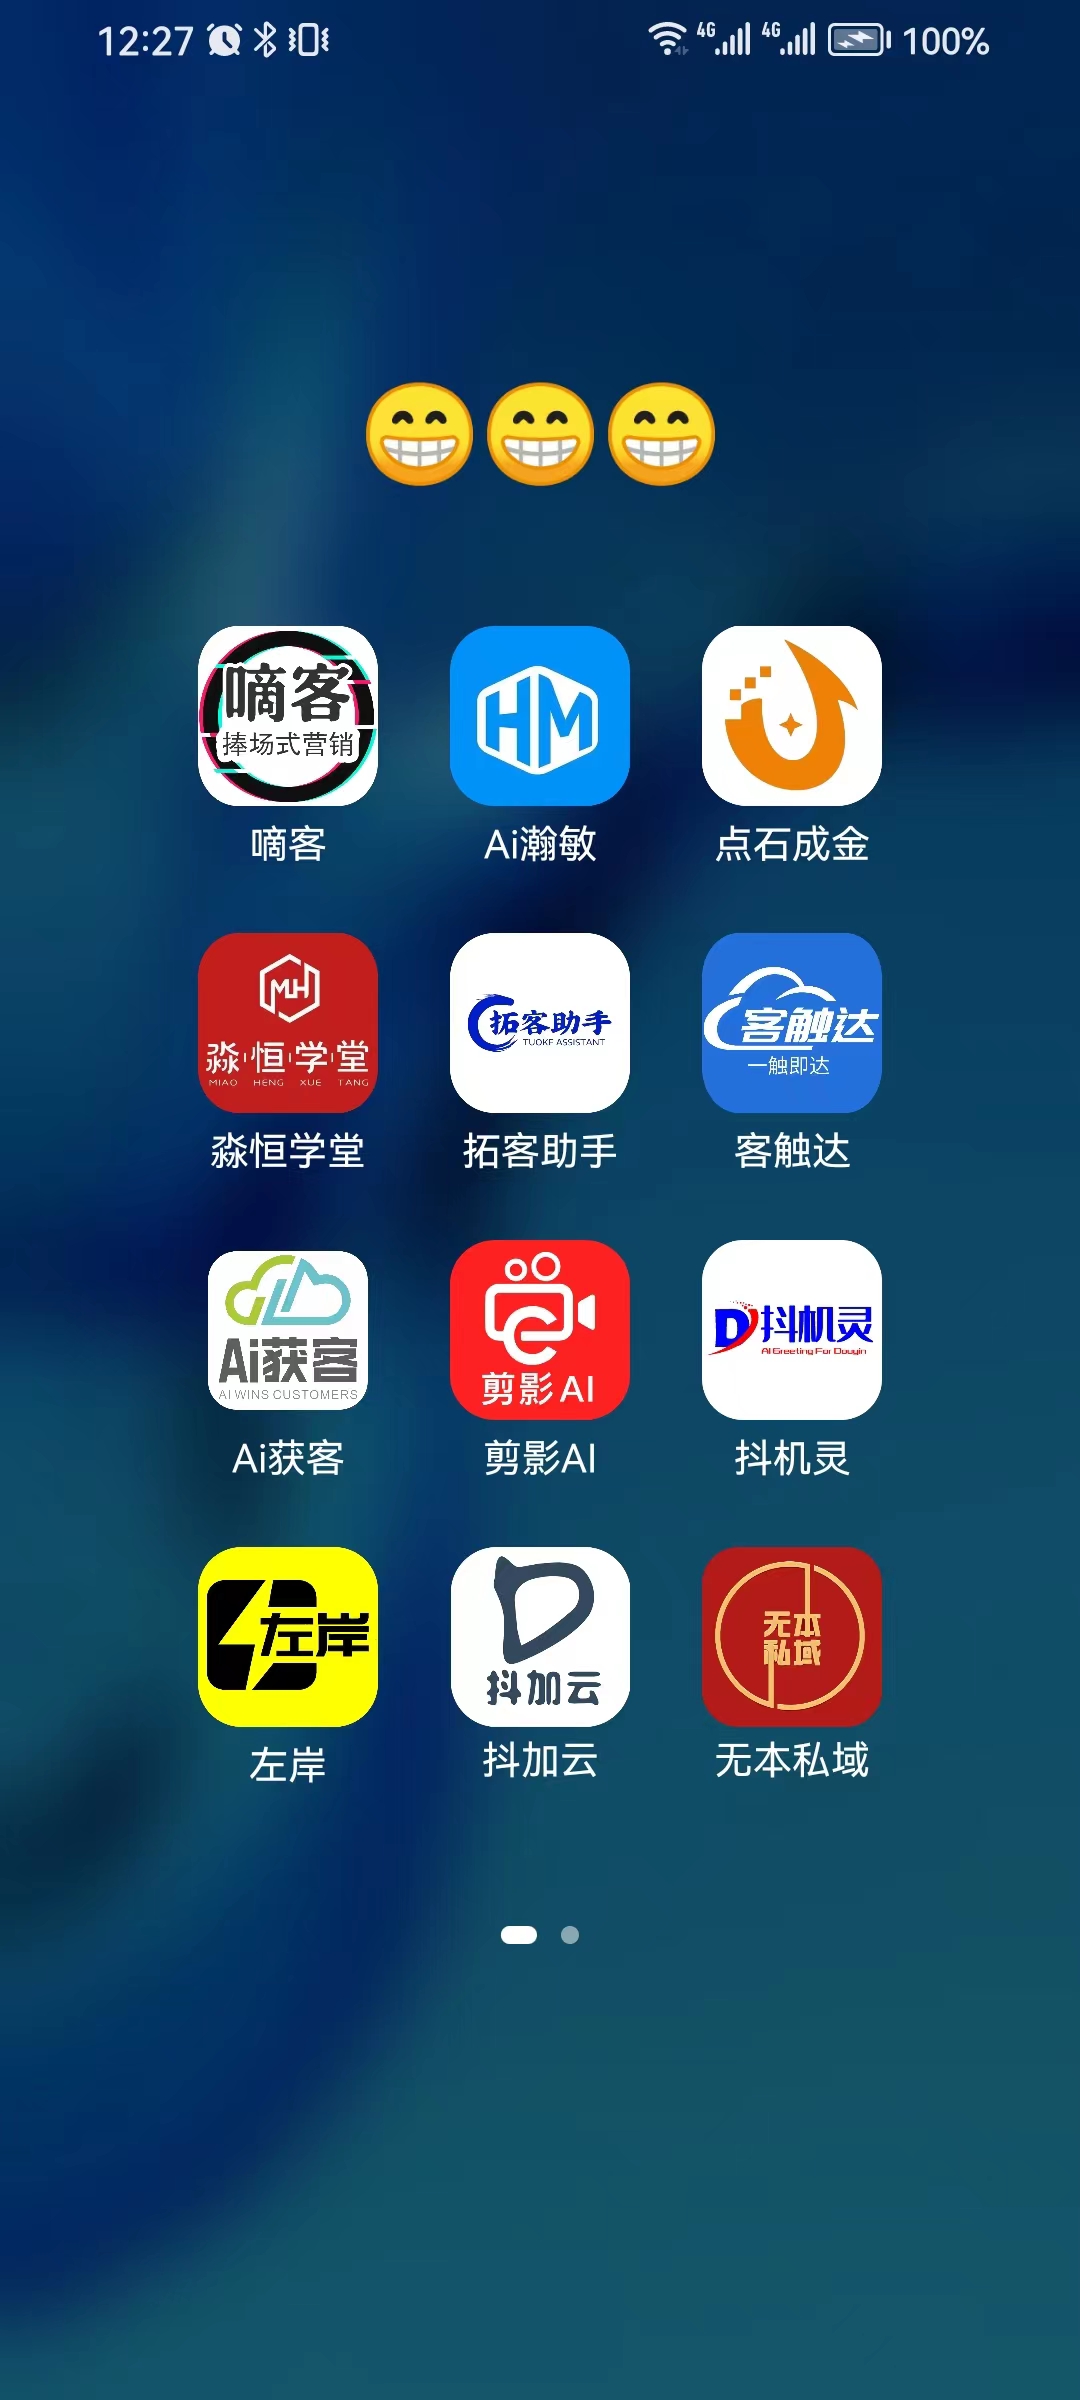 12:27
4G 4G 100%
😁😁😁
嘀客
捧场式营销
嘀客
HM
Ai瀚敏
点石成金
MH
淼·恒·学·堂
MIAO HENG XUE TANG
淼恒学堂
拓客助手
TUOKE ASSISTANT
拓客助手
客触达
一触即达
客触达
Ai获客
AI WINS CUSTOMERS
Ai获客
剪影 AI
剪影AI
D 抖机灵
AI Greeting For Douyin
抖机灵
左岸
左岸
抖加云
抖加云
无本
私域
无本私域